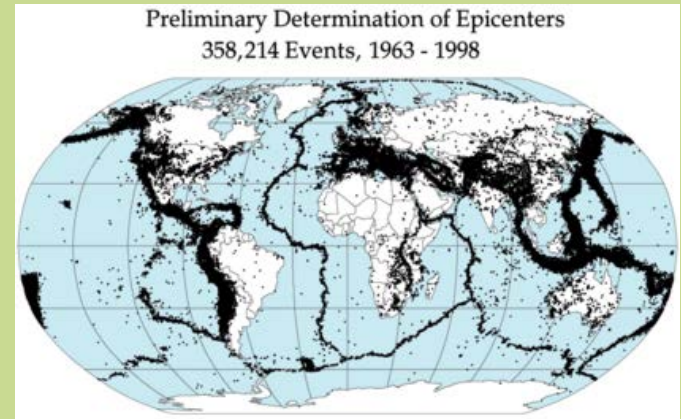 Preliminary Determination of Epicenters
358,214 Events, 1963 - 1998